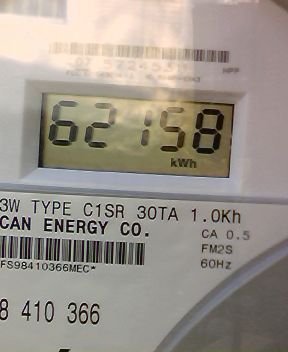 62158
kWh
3W TYPE C1SR 30TA 1.0Kh
CAN ENERGY CO.
CA 0.5
FM2S
60Hz
FS98410366MEC*
8 410 366